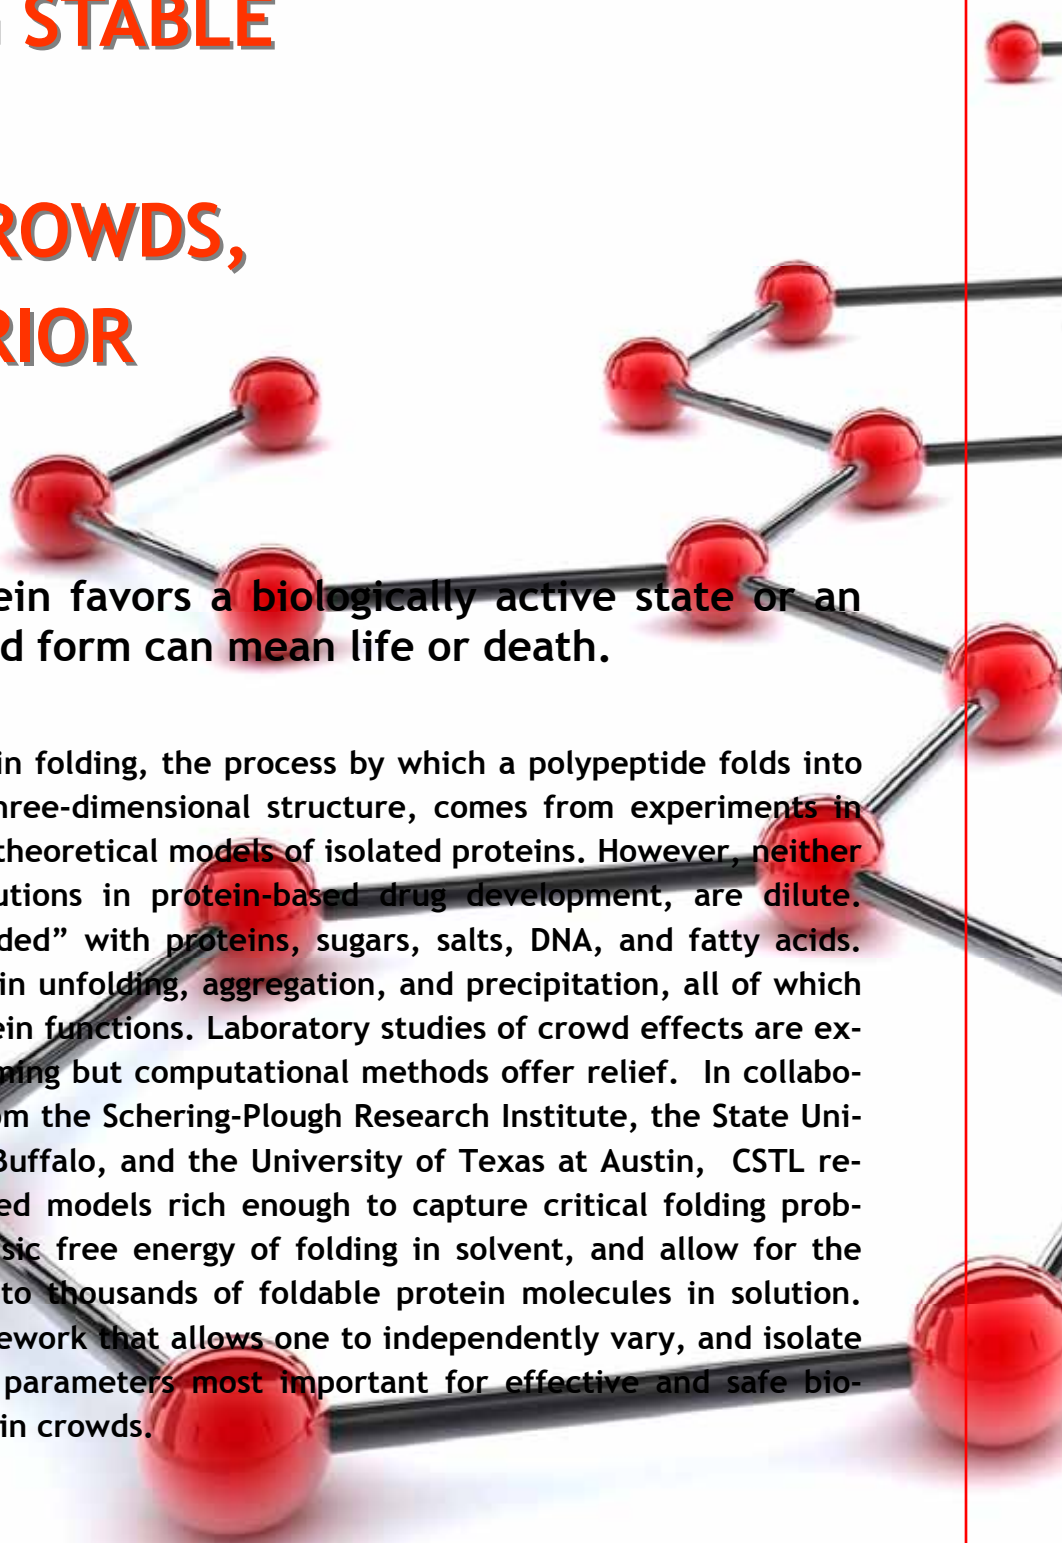 STABLE
ROWDS,
RIOR
ein favors a biologically active state or an
d form can mean life or death.
in folding, the process by which a polypeptide folds into
hree-dimensional structure, comes from experiments in
theoretical models of isolated proteins. However, neither
utions in protein-based drug development, are dilute.
ded” with proteins, sugars, salts, DNA, and fatty acids.
in unfolding, aggregation, and precipitation, all of which
ein functions. Laboratory studies of crowd effects are ex-
ming but computational methods offer relief. In collabo-
om the Schering-Plough Research Institute, the State Uni-
Buffalo, and the University of Texas at Austin, CSTL re-
ed models rich enough to capture critical folding prob-
sic free energy of folding in solvent, and allow for the
to thousands of foldable protein molecules in solution.
ework that allows one to independently vary, and isolate
parameters most important for effective and safe bio-
in crowds.